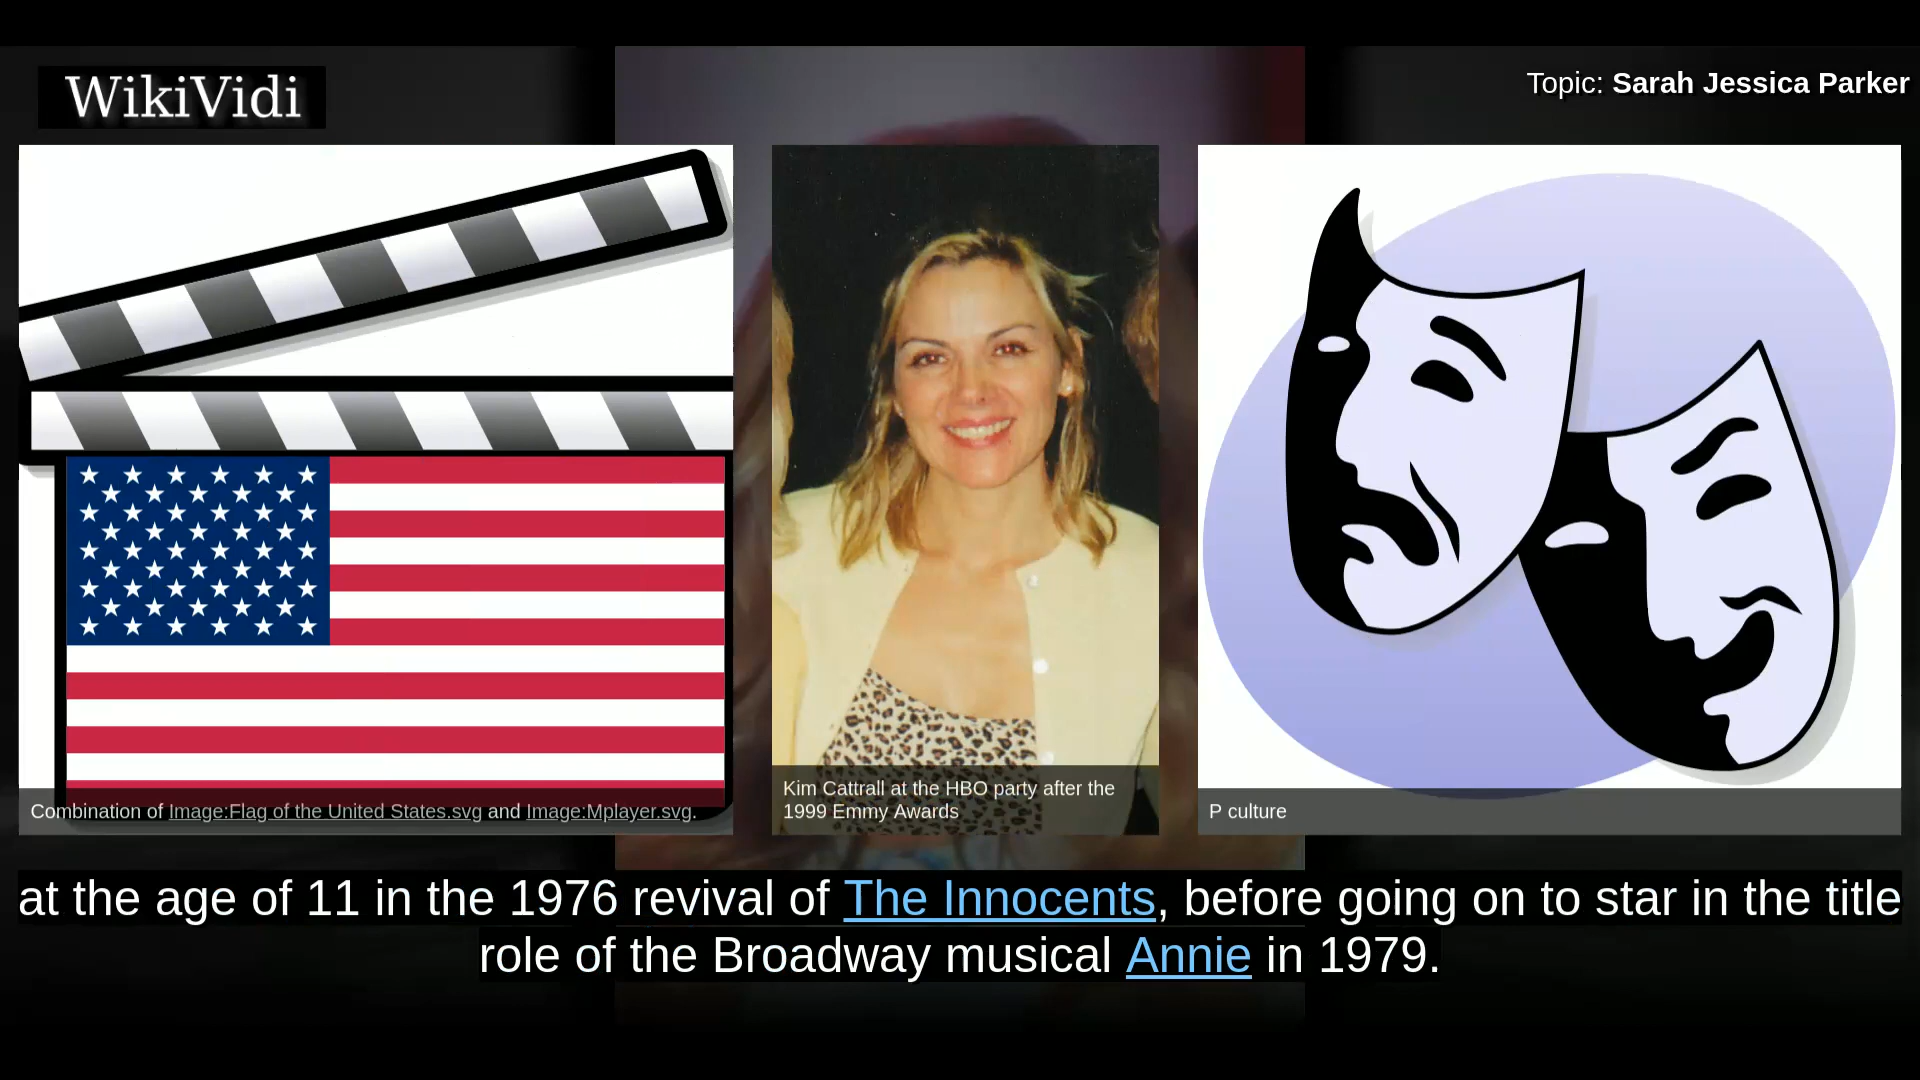 WikiVidi
Topic: Sarah Jessica Parker
Combination of Image:Flag of the United States.svg and Image:Mplayer.svg.
Kim Cattrall at the HBO party after the
1999 Emmy Awards
P culture
at the age of 11 in the 1976 revival of The Innocents, before going on to star in the title
role of the Broadway musical Annie in 1979.